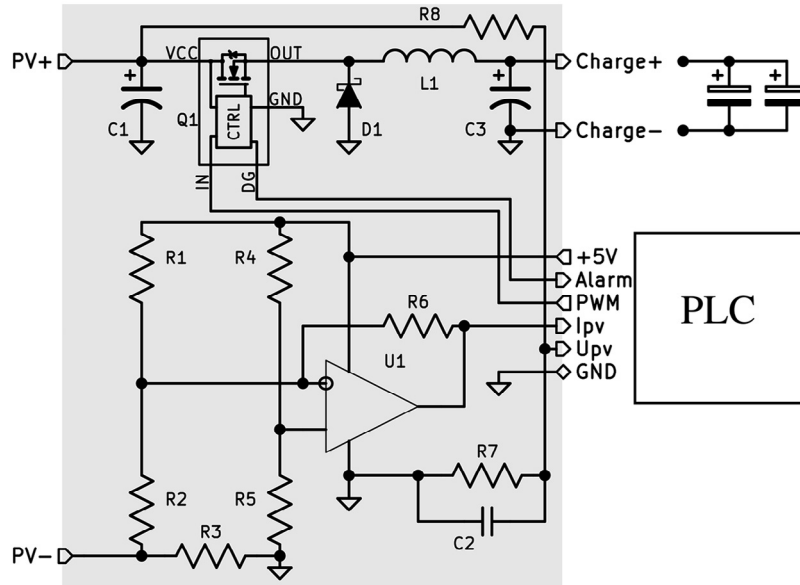 R8
PV+
VCC
OUT
Charge+
+
+
+
+
L1
GND
Q1
CTRL
C1
D1
C3
Charge-
IN
DG
R1
R4
+5V
Alarm
PWM
R6
Ipv
PLC
U1
Upv
GND
R7
R2
R5
R3
C2
PV-